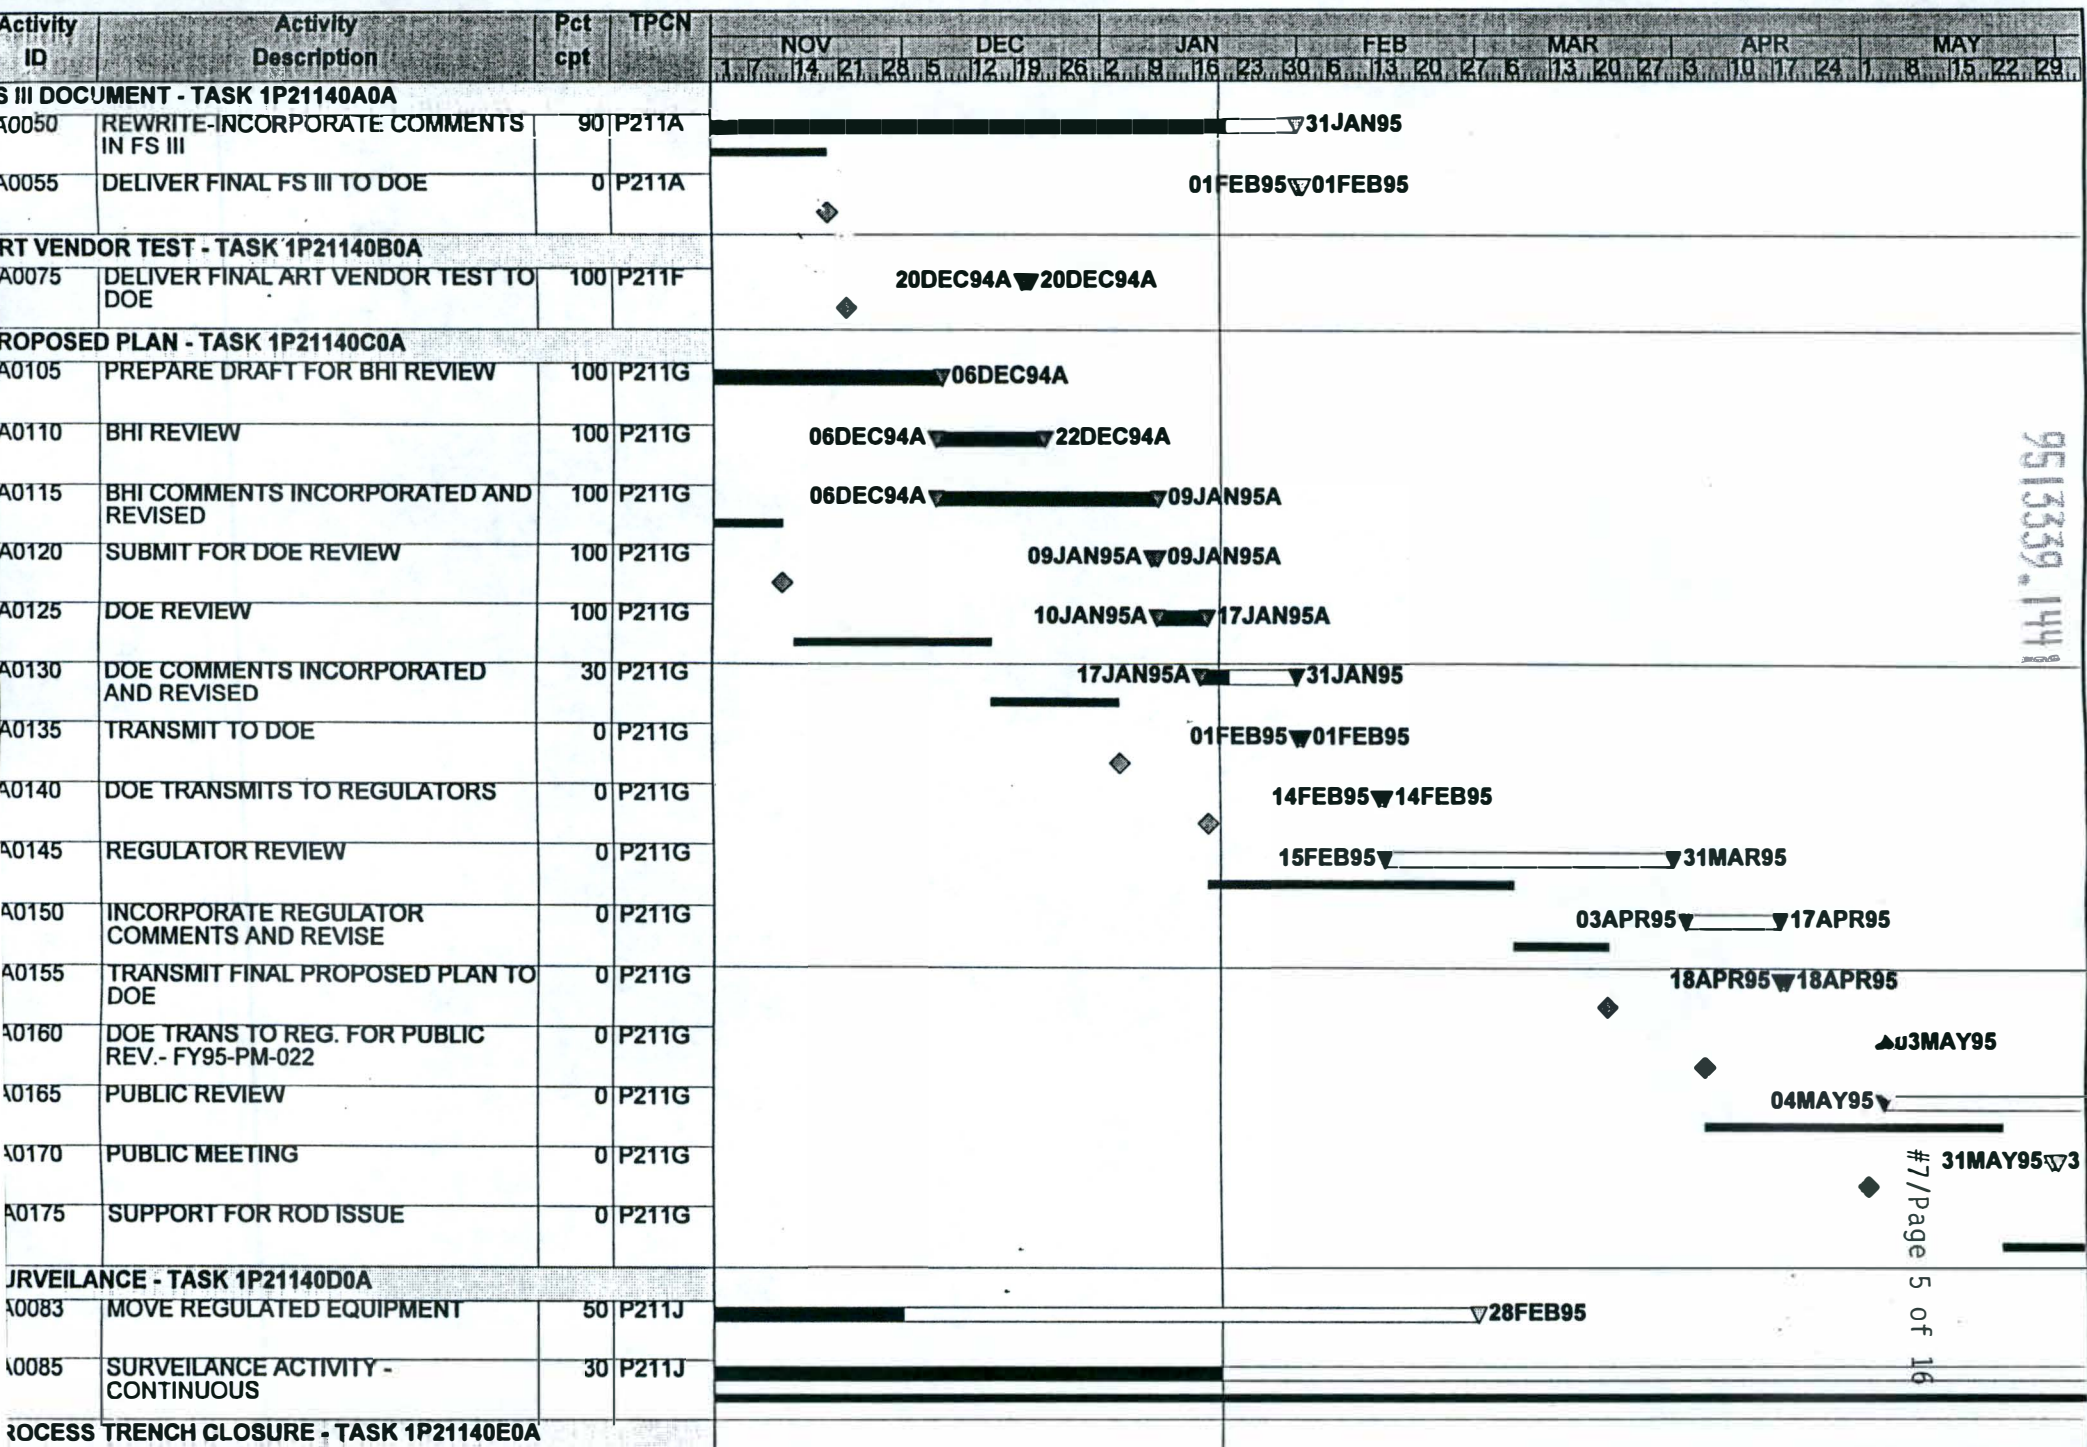 Activity Activity Pct TPCN
ID Description cpt
NOV DEC JAN FEB MAR APR MAY
1 7 14 21 28 5 12 19 26 2 9 16 23 30 6 13 20 27 6 13 20 27 3 10 17 24 1 8 15 22 29
S III DOCUMENT - TASK 1P21140A0A
A0050 REWRITE-INCORPORATE COMMENTS 90 P211A 31JAN95
IN FS III
A0055 DELIVER FINAL FS III TO DOE 0 P211A 01FEB95 01FEB95
RT VENDOR TEST - TASK 1P21140B0A
A0075 DELIVER FINAL ART VENDOR TEST TO 100 P211F 20DEC94A 20DEC94A
DOE
ROPOSED PLAN - TASK 1P21140C0A
A0105 PREPARE DRAFT FOR BHI REVIEW 100 P211G 06DEC94A
A0110 BHI REVIEW 100 P211G 06DEC94A 22DEC94A
A0115 BHI COMMENTS INCORPORATED AND 100 P211G 06DEC94A 09JAN95A
REVISED
A0120 SUBMIT FOR DOE REVIEW 100 P211G 09JAN95A 09JAN95A
A0125 DOE REVIEW 100 P211G 10JAN95A 17JAN95A
A0130 DOE COMMENTS INCORPORATED 30 P211G 17JAN95A 31JAN95
AND REVISED
A0135 TRANSMIT TO DOE 0 P211G 01FEB95 01FEB95
A0140 DOE TRANSMITS TO REGULATORS 0 P211G 14FEB95 14FEB95
A0145 REGULATOR REVIEW 0 P211G 15FEB95 31MAR95
A0150 INCORPORATE REGULATOR 0 P211G 03APR95 17APR95
COMMENTS AND REVISE
A0155 TRANSMIT FINAL PROPOSED PLAN TO 0 P211G 18APR95 18APR95
DOE
A0160 DOE TRANS TO REG. FOR PUBLIC 0 P211G 03MAY95
REV.- FY95-PM-022
A0165 PUBLIC REVIEW 0 P211G 04MAY95
A0170 PUBLIC MEETING 0 P211G 31MAY95 3
A0175 SUPPORT FOR ROD ISSUE 0 P211G
URVEILANCE - TASK 1P21140D0A
A0083 MOVE REGULATED EQUIPMENT 50 P211J 28FEB95
A0085 SURVEILANCE ACTIVITY - 30 P211J
CONTINUOUS
ROCESS TRENCH CLOSURE - TASK 1P21140E0A
9513339.1441
#7/Page 5 of 16